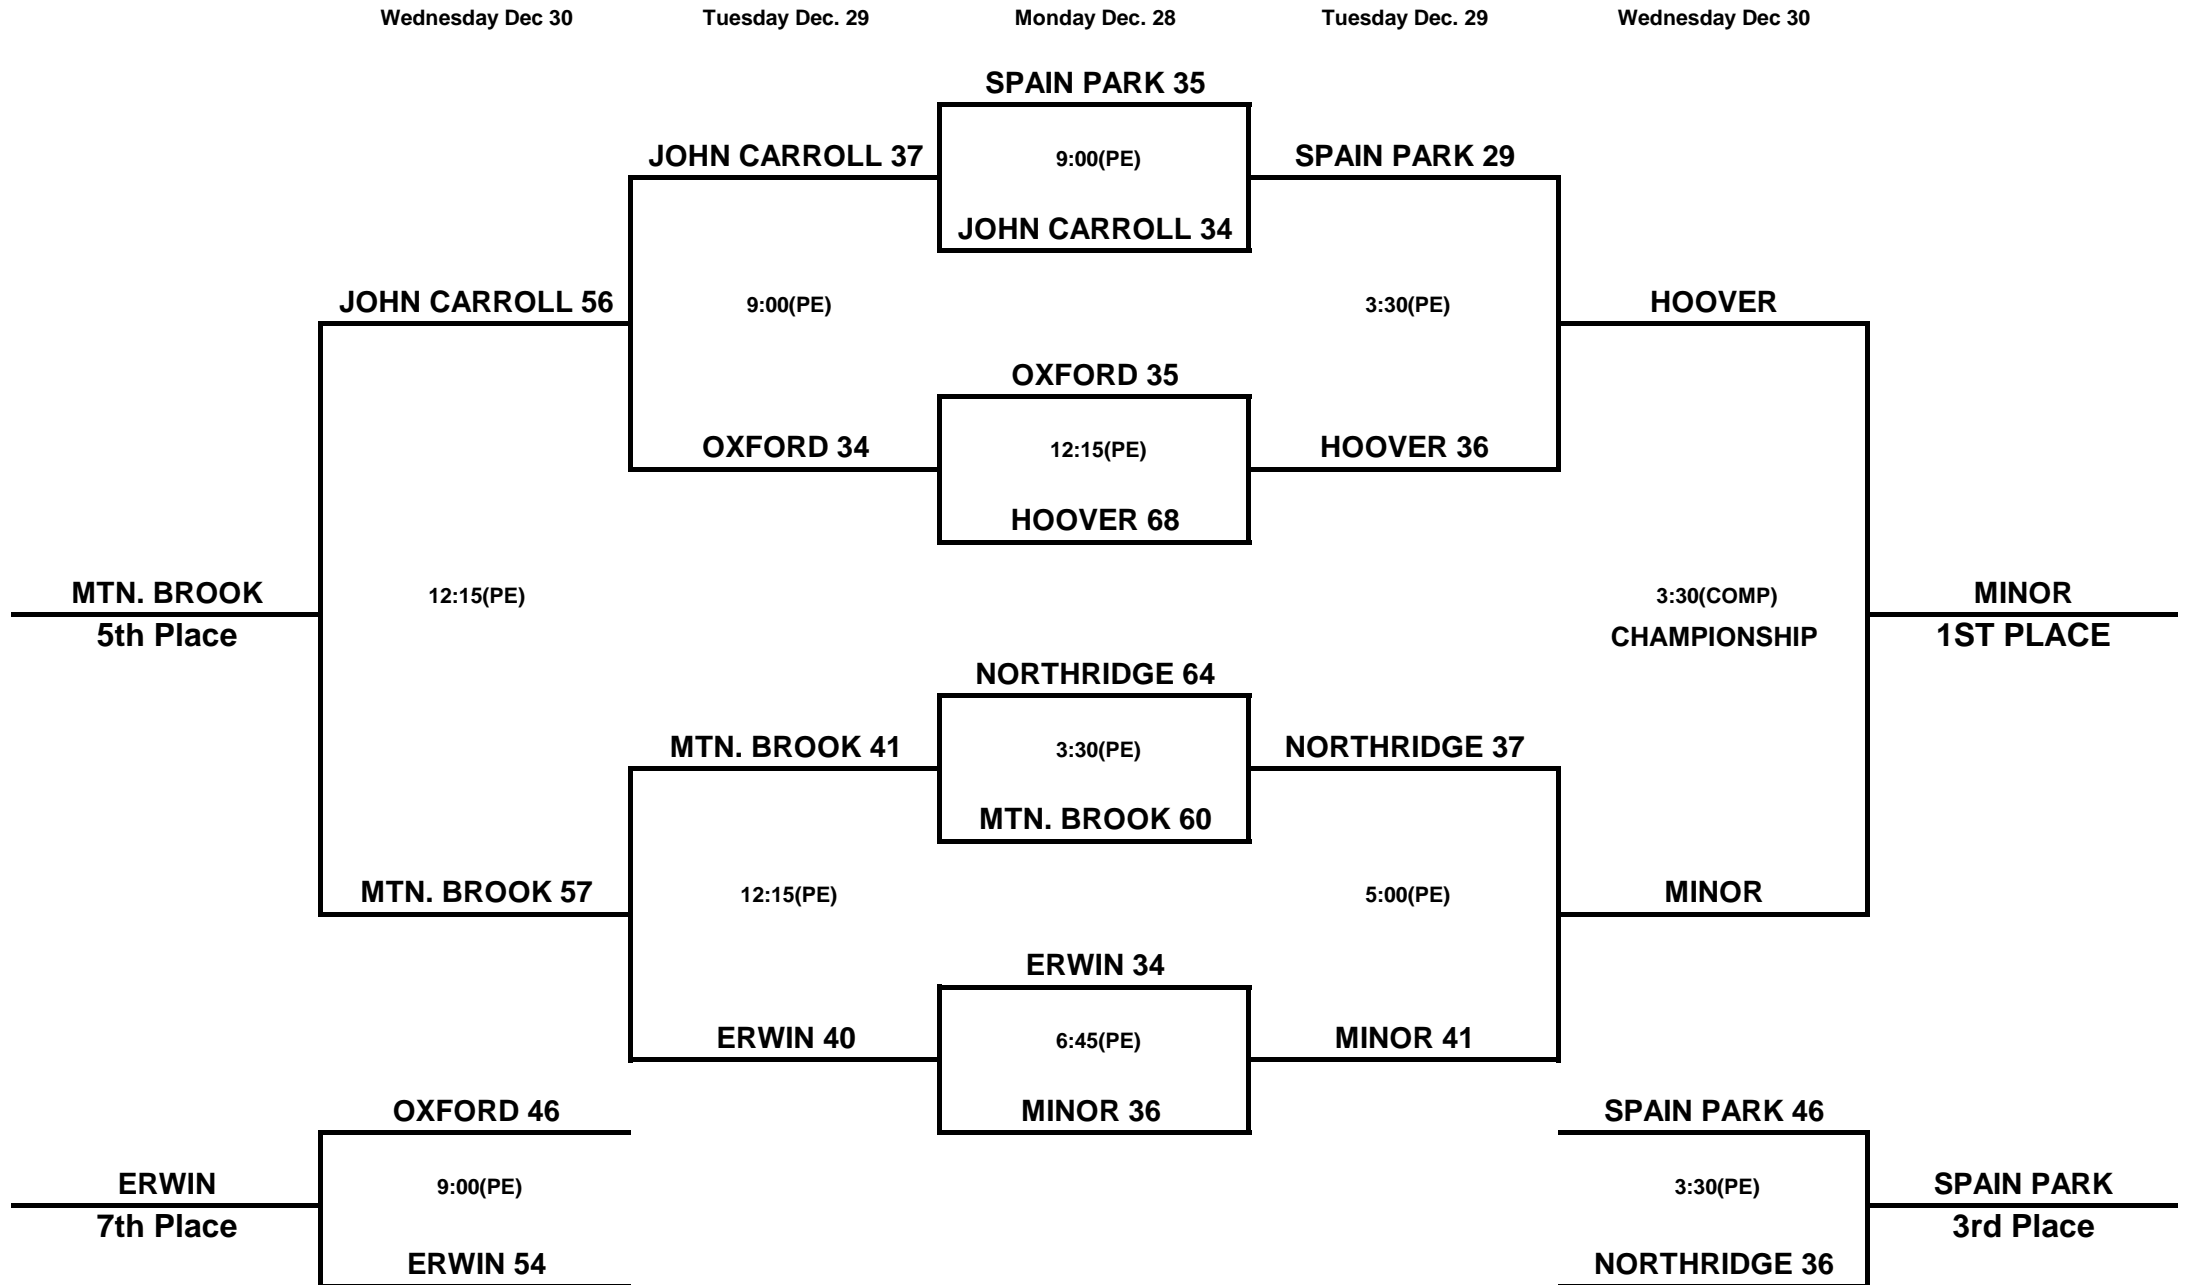 Wednesday Dec 30 Tuesday Dec. 29 Monday Dec. 28 Tuesday Dec. 29 Wednesday Dec 30
SPAIN PARK 35
JOHN CARROLL 37 9:00(PE) SPAIN PARK 29
JOHN CARROLL 34
JOHN CARROLL 56 9:00(PE) 3:30(PE) HOOVER
OXFORD 35
OXFORD 34 12:15(PE) HOOVER 36
HOOVER 68
MTN. BROOK 12:15(PE) 3:30(COMP) MINOR
5th Place CHAMPIONSHIP 1ST PLACE
NORTHRIDGE 64
MTN. BROOK 41 3:30(PE) NORTHRIDGE 37
MTN. BROOK 60
MTN. BROOK 57 12:15(PE) 5:00(PE) MINOR
ERWIN 34
ERWIN 40 6:45(PE) MINOR 41
OXFORD 46 MINOR 36 SPAIN PARK 46
ERWIN 9:00(PE) 3:30(PE) SPAIN PARK
7th Place 3rd Place
ERWIN 54 NORTHRIDGE 36